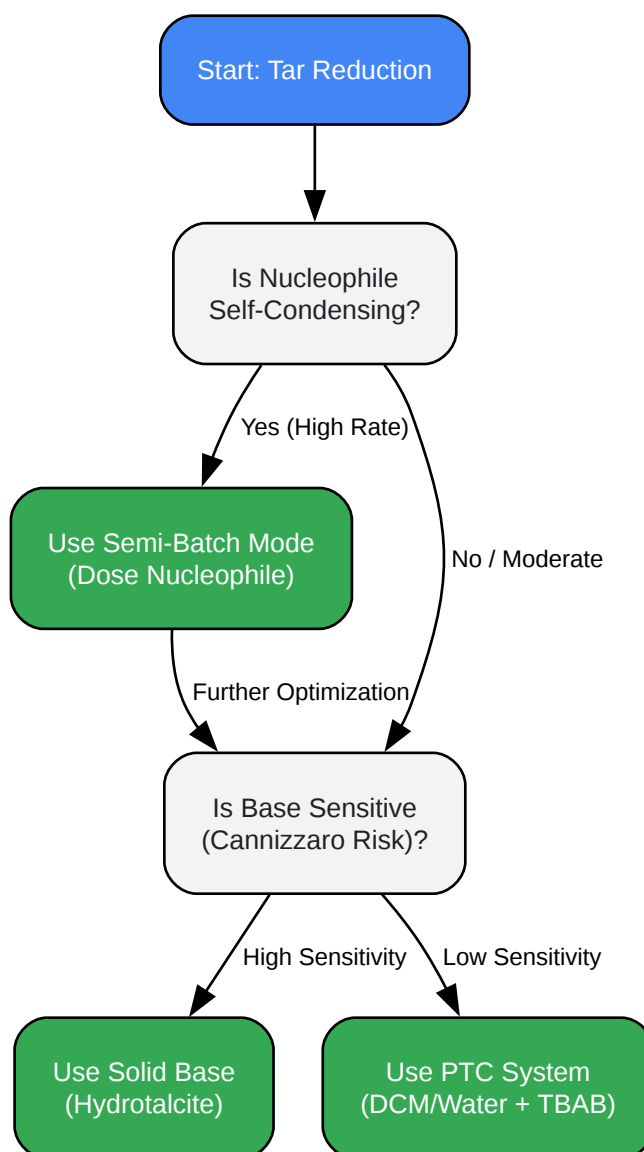 Start: Tar Reduction
Is Nucleophile
Self-Condensing?
Yes (High Rate)
Use Semi-Batch Mode
(Dose Nucleophile)
No / Moderate
Further Optimization
Is Base Sensitive
(Cannizzaro Risk)?
High Sensitivity
Low Sensitivity
Use Solid Base
(Hydrotalcite)
Use PTC System
(DCM/Water + TBAB)